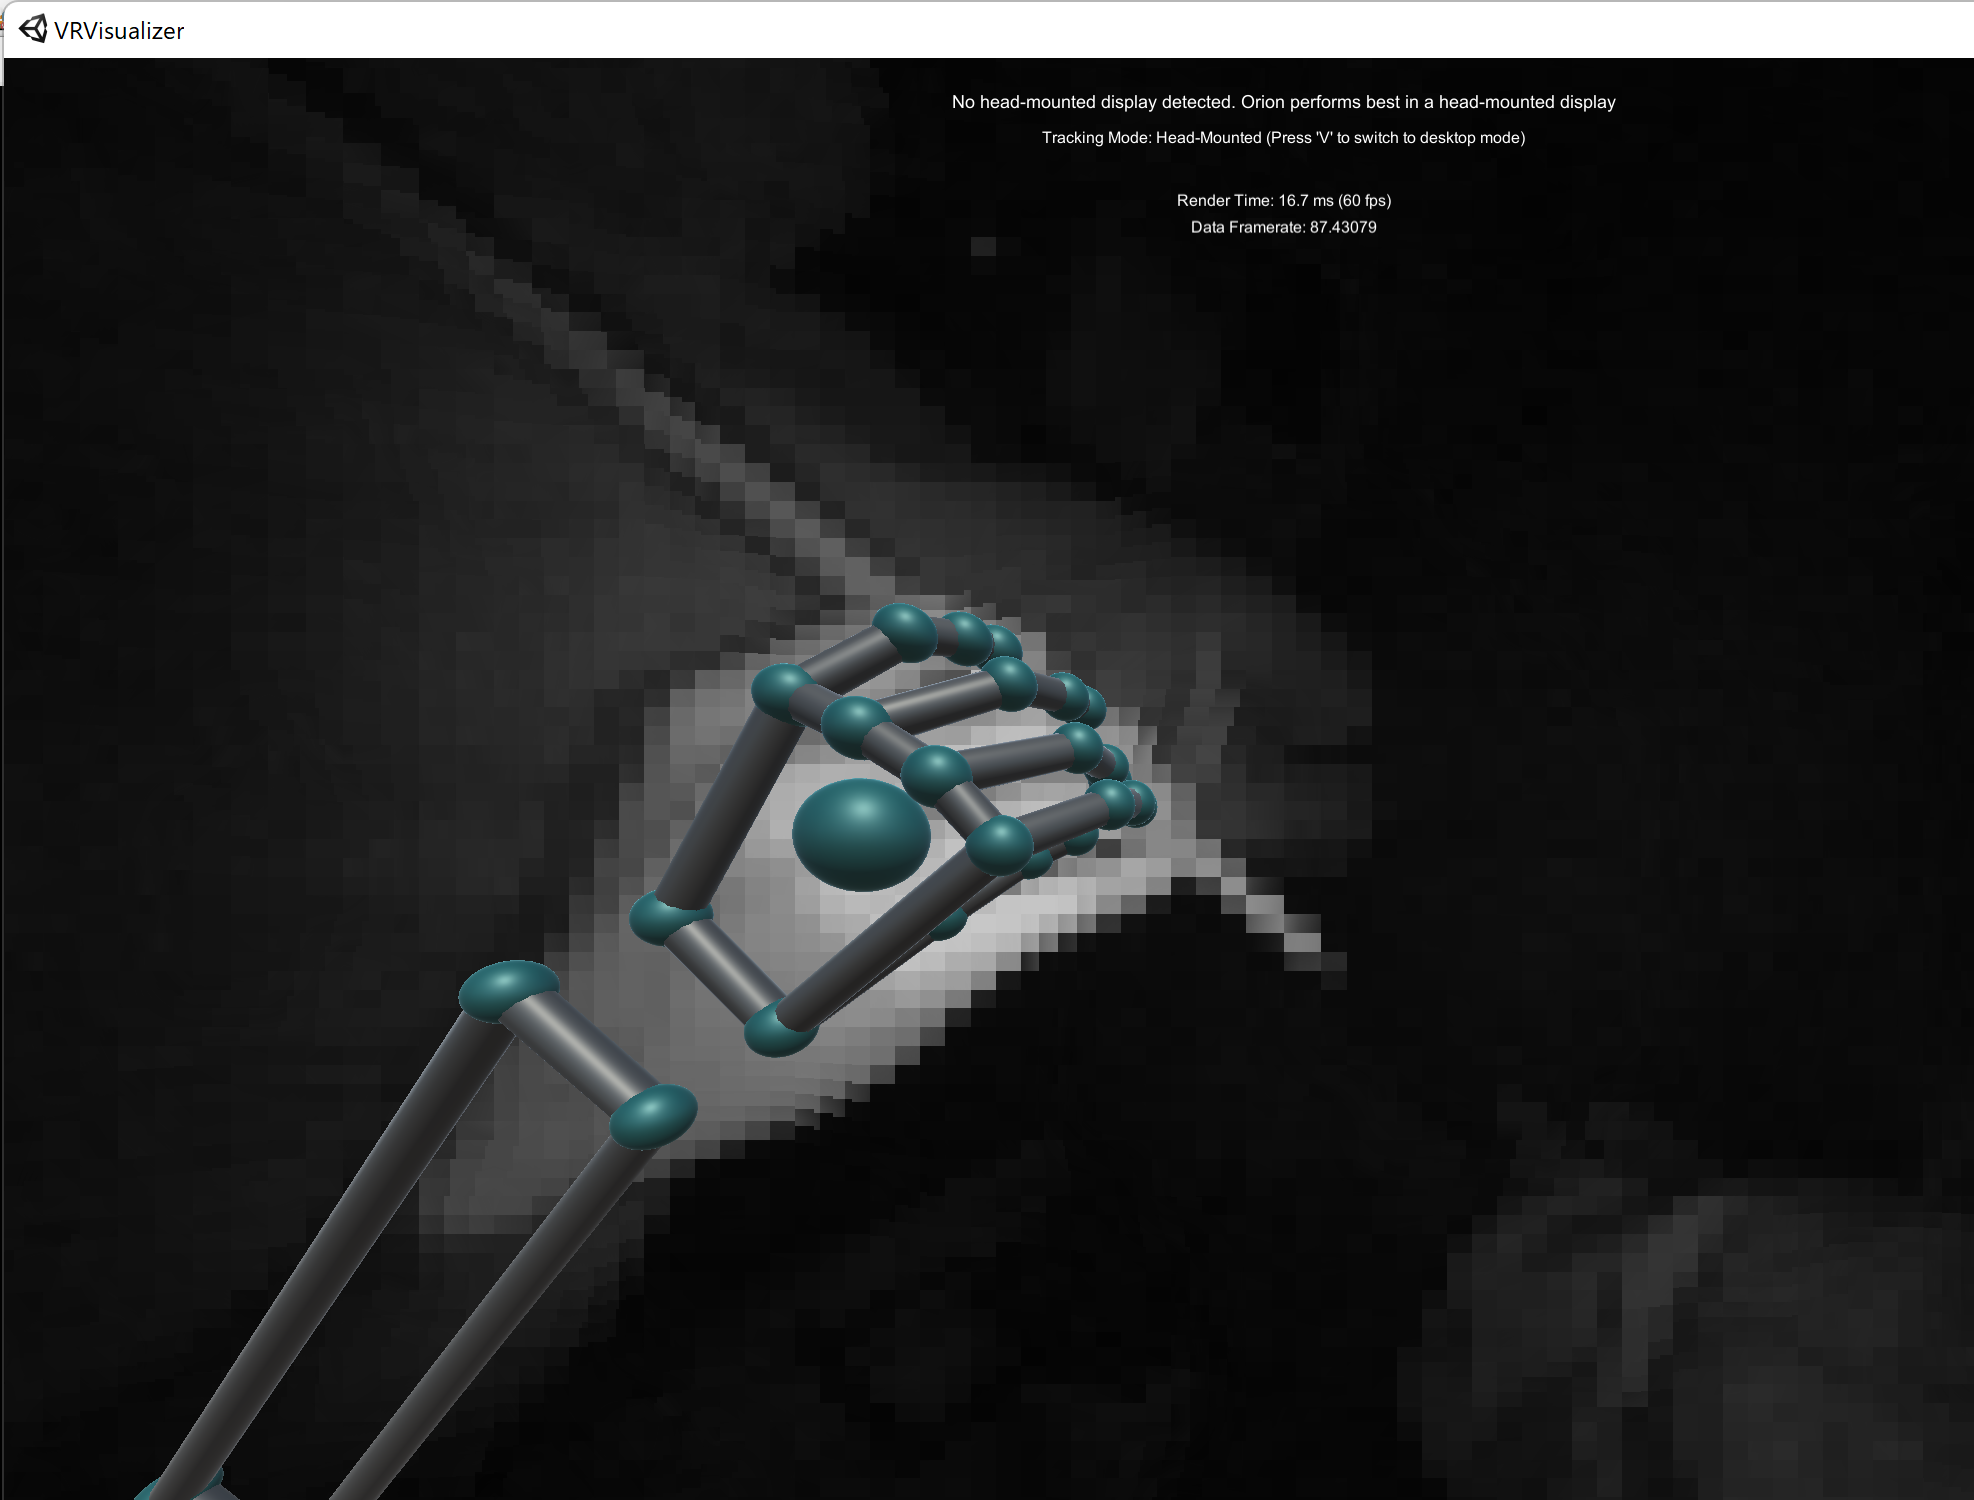 VRVisualizer
No head-mounted display detected. Orion performs best in a head-mounted display
Tracking Mode: Head-Mounted (Press 'V' to switch to desktop mode)
Render Time: 16.7 ms (60 fps)
Data Framerate: 87.43079